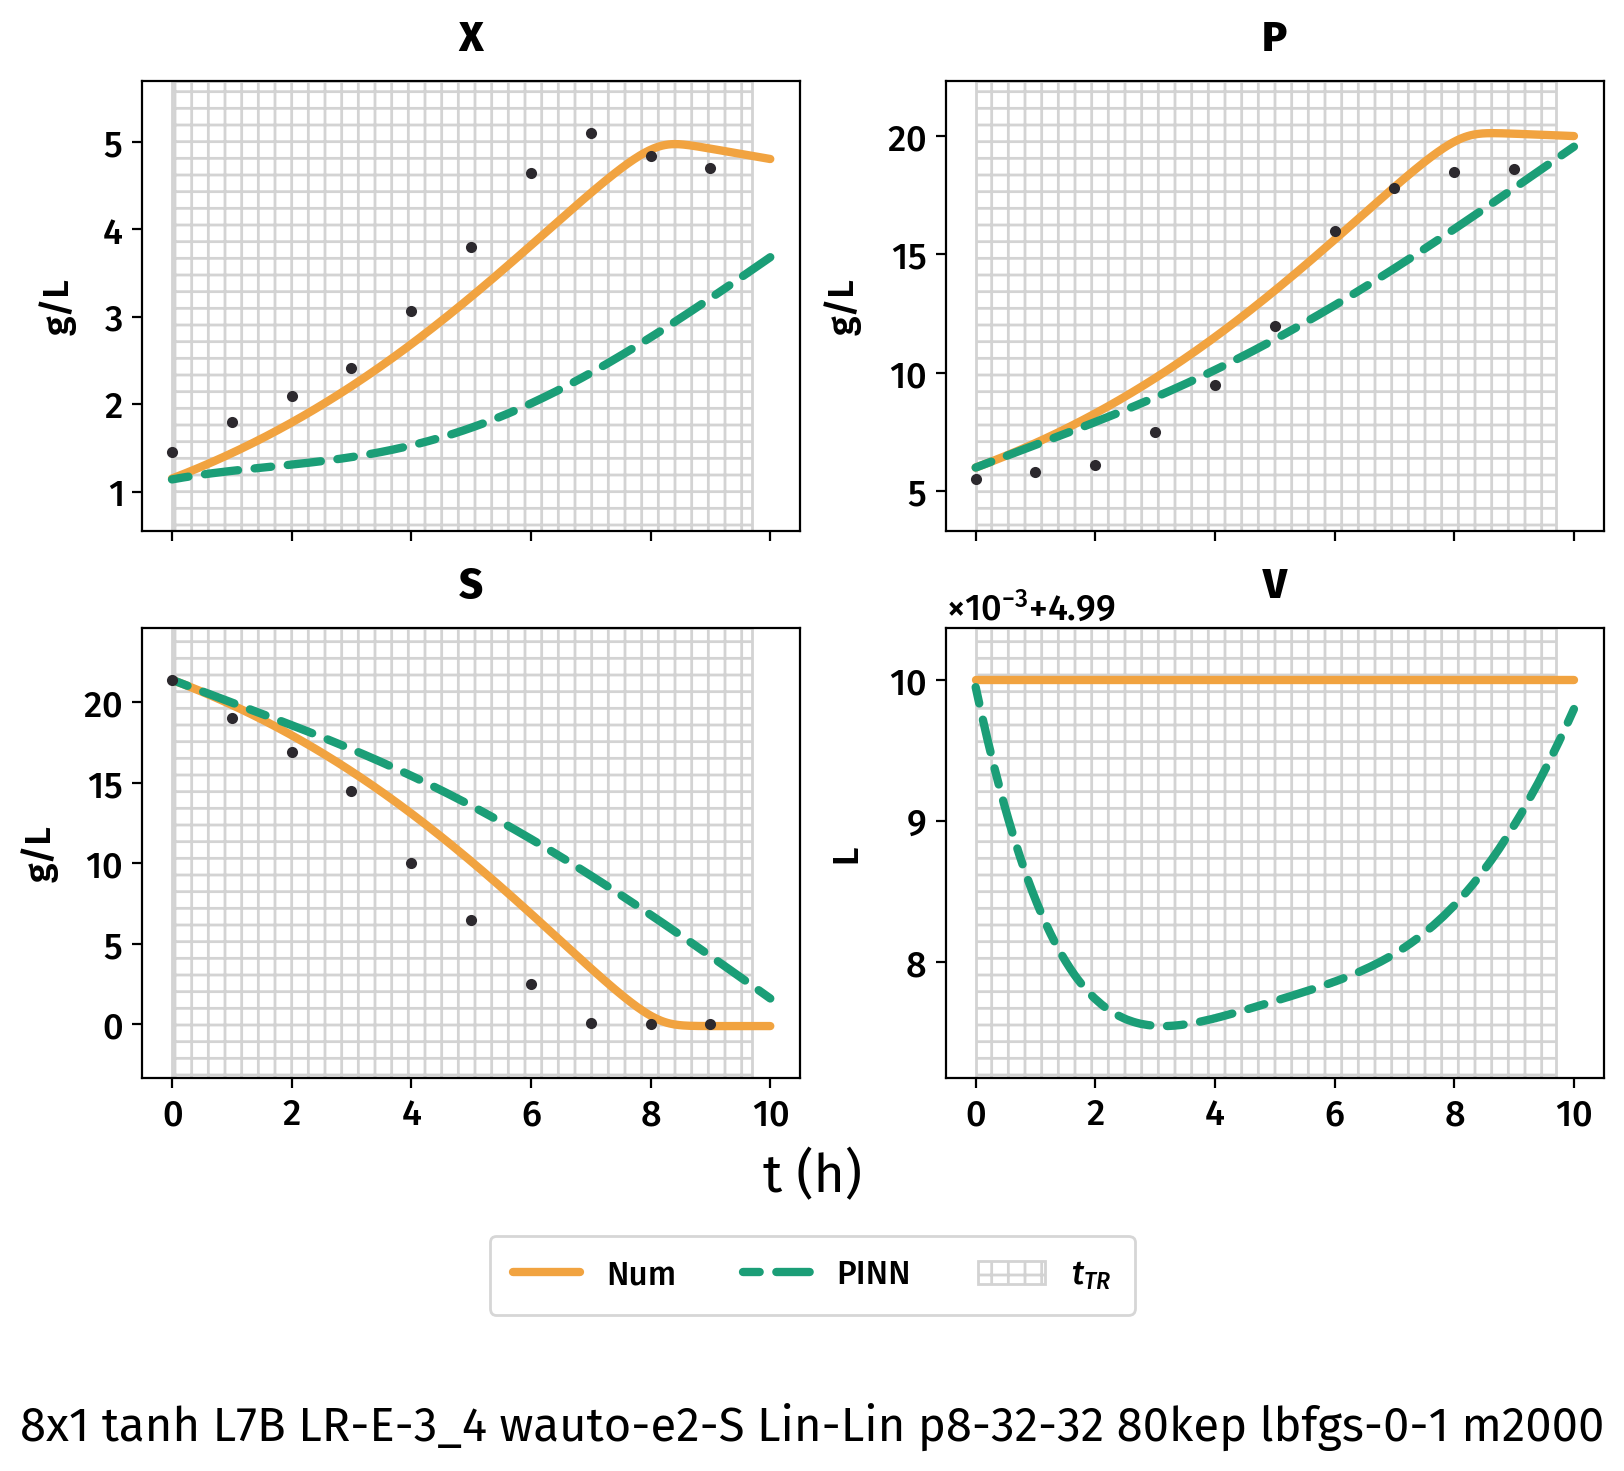 X
P
5
4
3
2
1
g/L
20
15
10
5
g/L
S
V
×10⁻³+4.99
20
15
10
5
0
g/L
10
9
8
L
0 2 4 6 8 10
0 2 4 6 8 10
t (h)
Num PINN t_TR
8x1 tanh L7B LR-E-3_4 wauto-e2-S Lin-Lin p8-32-32 80kep lbfgs-0-1 m2000